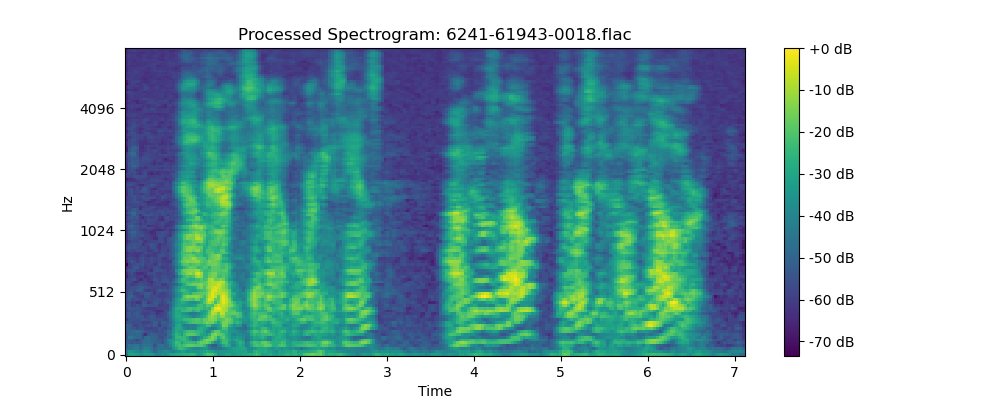 Processed Spectrogram: 6241-61943-0018.flac
Hz
4096
2048
1024
512
0
0 1 2 3 4 5 6 7
Time
+0 dB
-10 dB
-20 dB
-30 dB
-40 dB
-50 dB
-60 dB
-70 dB